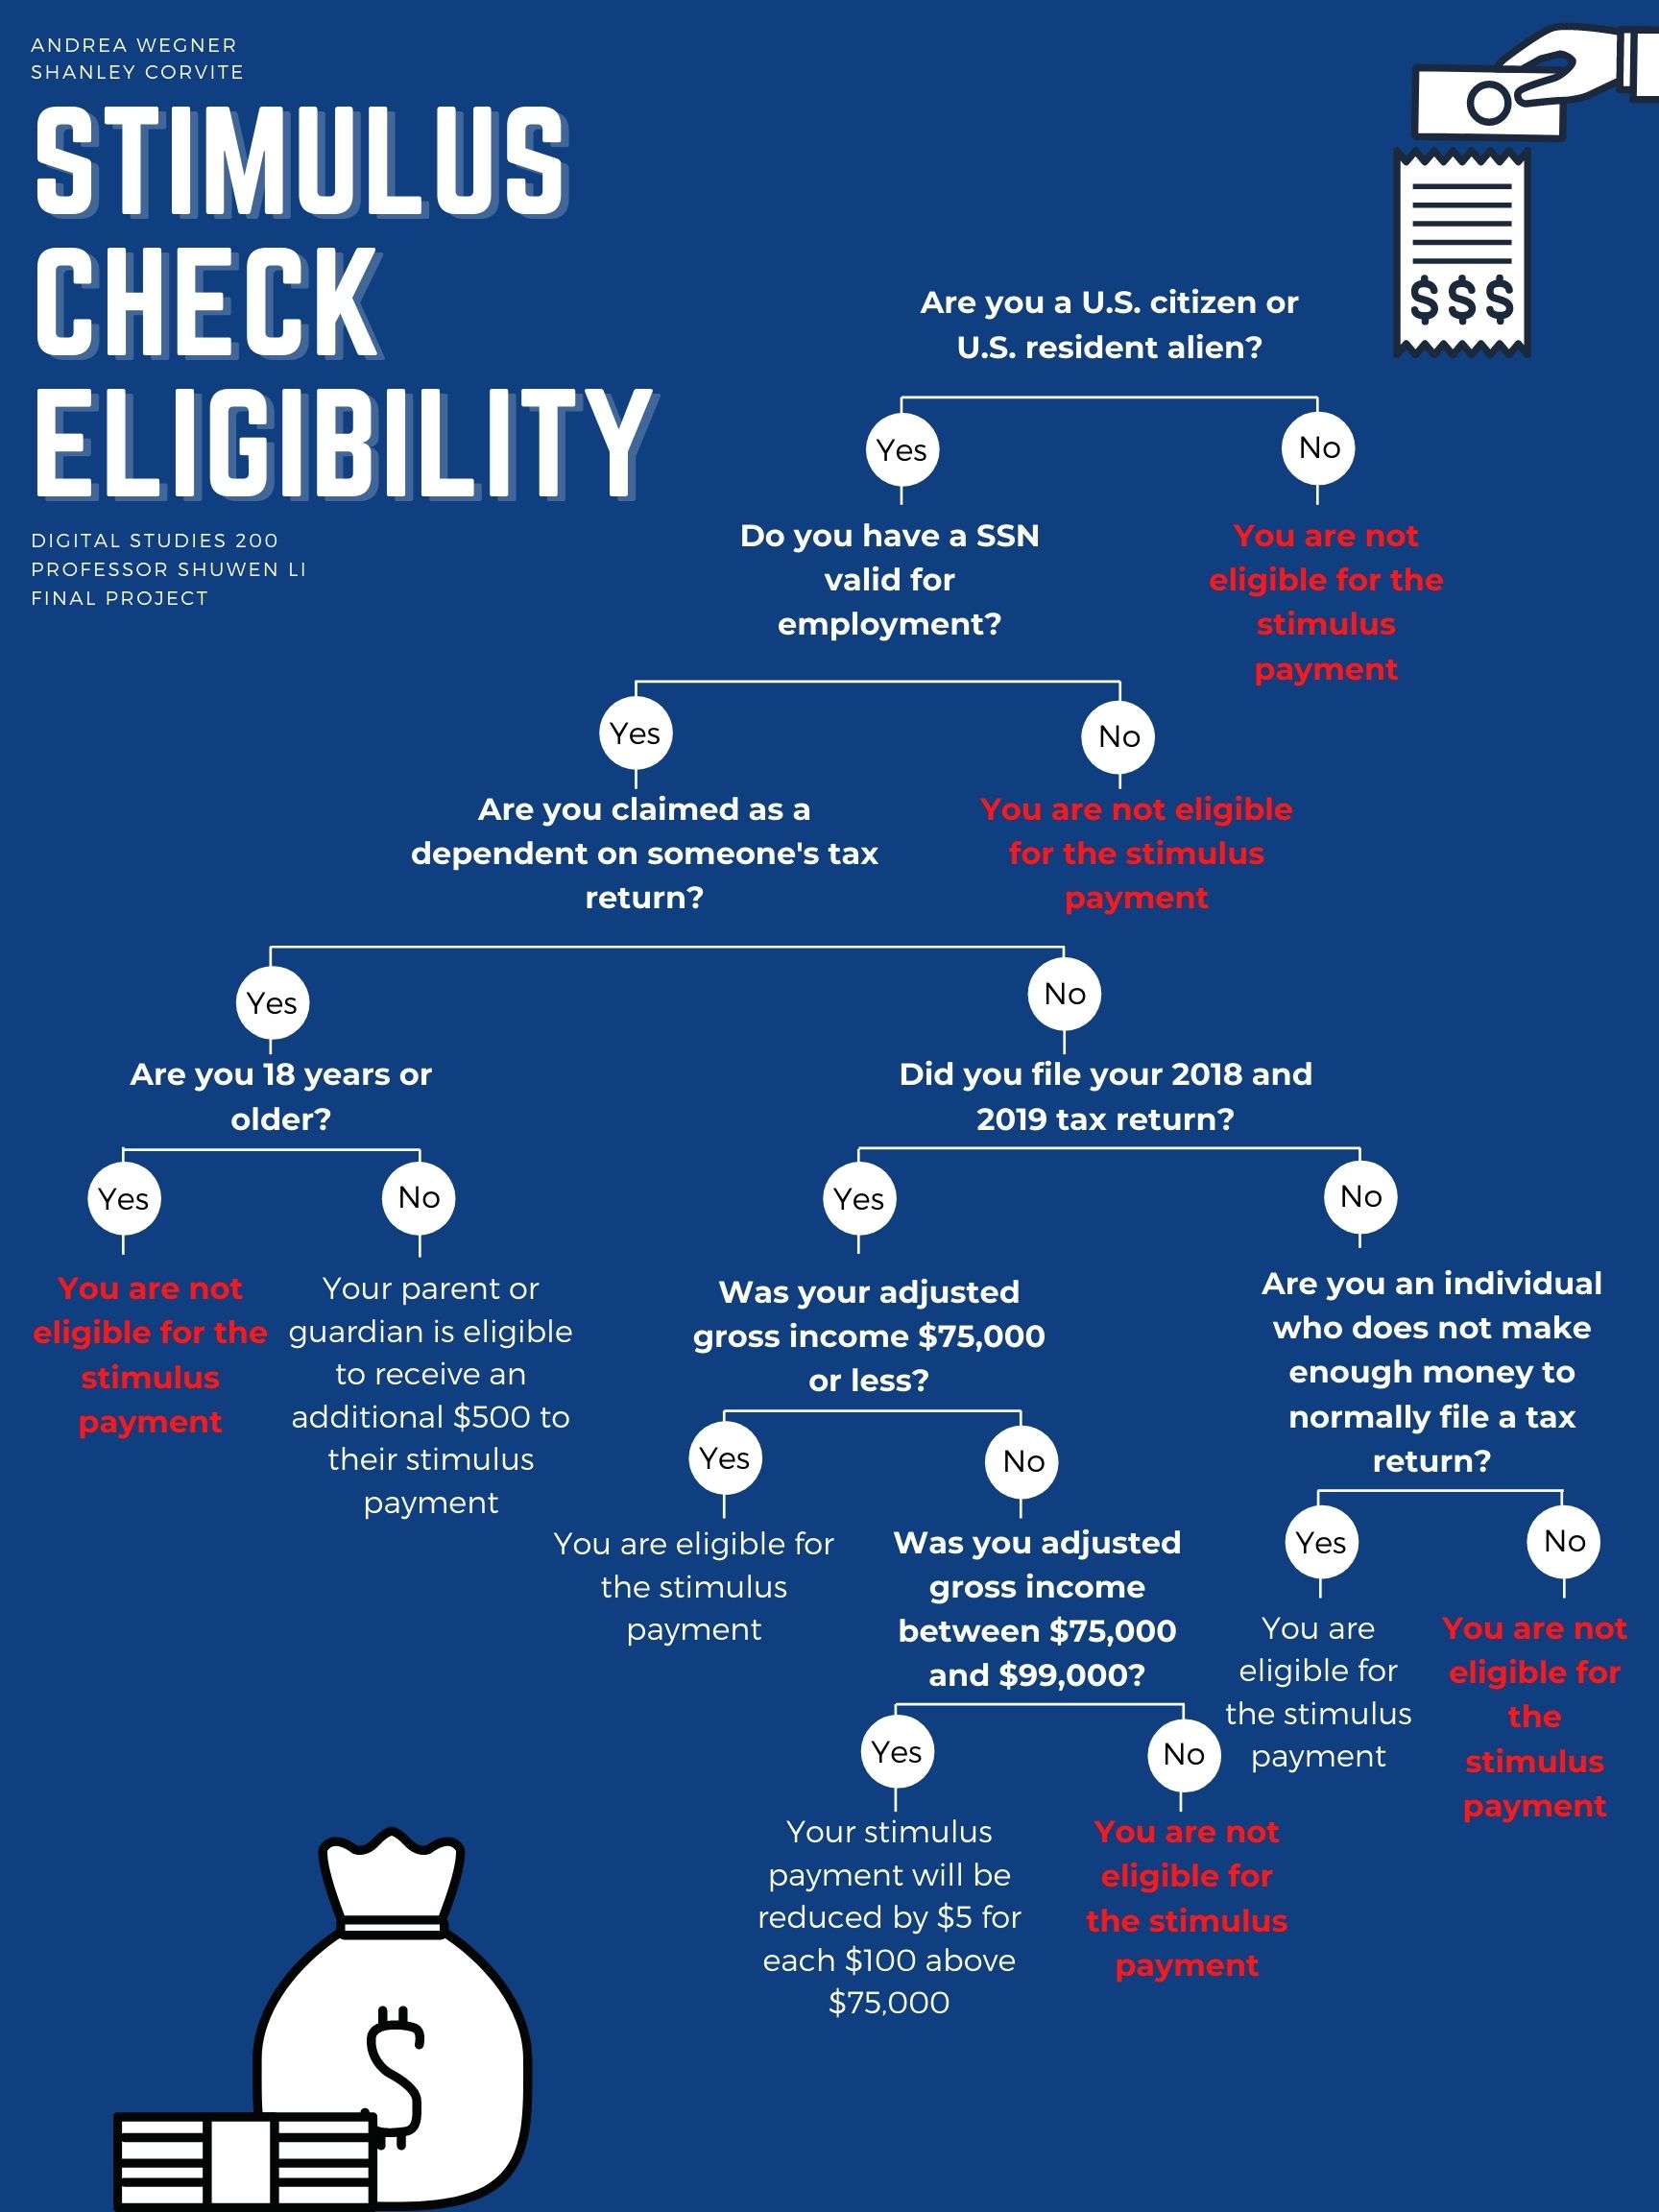 ANDREA WEGNER
SHANLEY CORVITE
STIMULUS
CHECK
ELIGIBILITY
DIGITAL STUDIES 200
PROFESSOR SHUWEN LI
FINAL PROJECT
$$$
Are you a U.S. citizen or
U.S. resident alien?
Yes
No
Do you have a SSN
valid for
employment?
You are not
eligible for the
stimulus
payment
Yes
No
Are you claimed as a
dependent on someone's tax
return?
You are not eligible
for the stimulus
payment
Yes
No
Are you 18 years or
older?
Did you file your 2018 and
2019 tax return?
Yes
No
Yes
No
You are not
eligible for the
stimulus
payment
Your parent or
guardian is eligible
to receive an
additional $500 to
their stimulus
payment
Was your adjusted
gross income $75,000
or less?
Are you an individual
who does not make
enough money to
normally file a tax
return?
Yes
No
Yes
No
You are eligible for
the stimulus
payment
Was you adjusted
gross income
between $75,000
and $99,000?
You are
eligible for
the stimulus
payment
You are not
eligible for
the
stimulus
payment
Yes
No
Your stimulus
payment will be
reduced by $5 for
each $100 above
$75,000
You are not
eligible for
the stimulus
payment
$